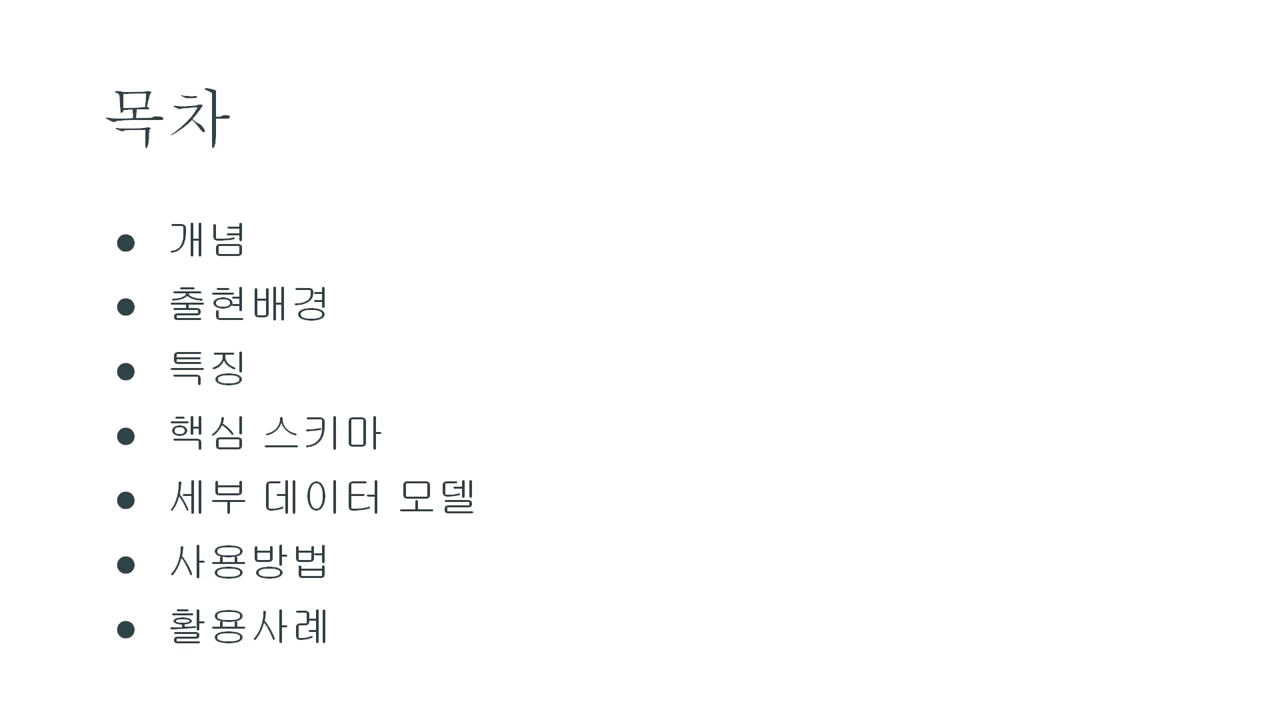 목차
● 개념
● 출현배경
● 특징
● 핵심 스키마
● 세부 데이터 모델
● 사용방법
● 활용사례